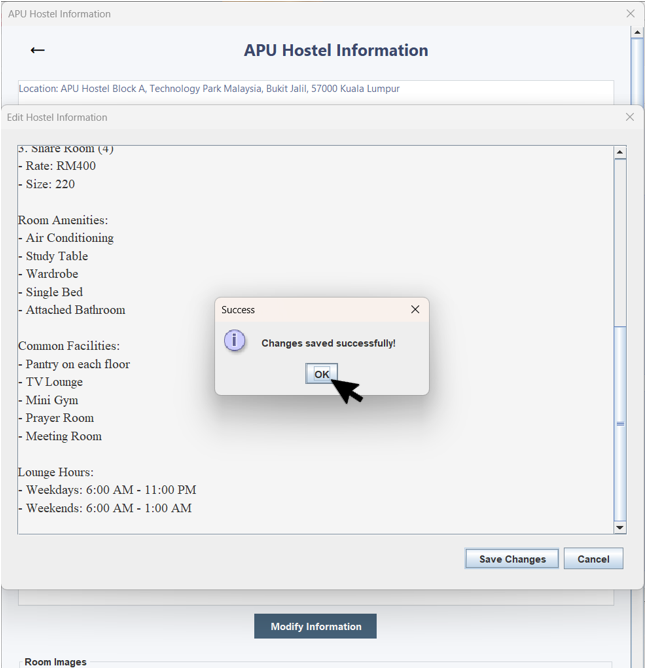 APU Hostel Information
APU Hostel Information
Location: APU Hostel Block A, Technology Park Malaysia, Bukit Jalil, 57000 Kuala Lumpur
Edit Hostel Information
3. Share Room (4)
- Rate: RM400
- Size: 220
Room Amenities:
- Air Conditioning
- Study Table
- Wardrobe
- Single Bed
- Attached Bathroom
Common Facilities:
- Pantry on each floor
- TV Lounge
- Mini Gym
- Prayer Room
- Meeting Room
Lounge Hours:
- Weekdays: 6:00 AM - 11:00 PM
- Weekends: 6:00 AM - 1:00 AM
Success
Changes saved successfully!
OK
Save Changes
Cancel
Modify Information
Room Images